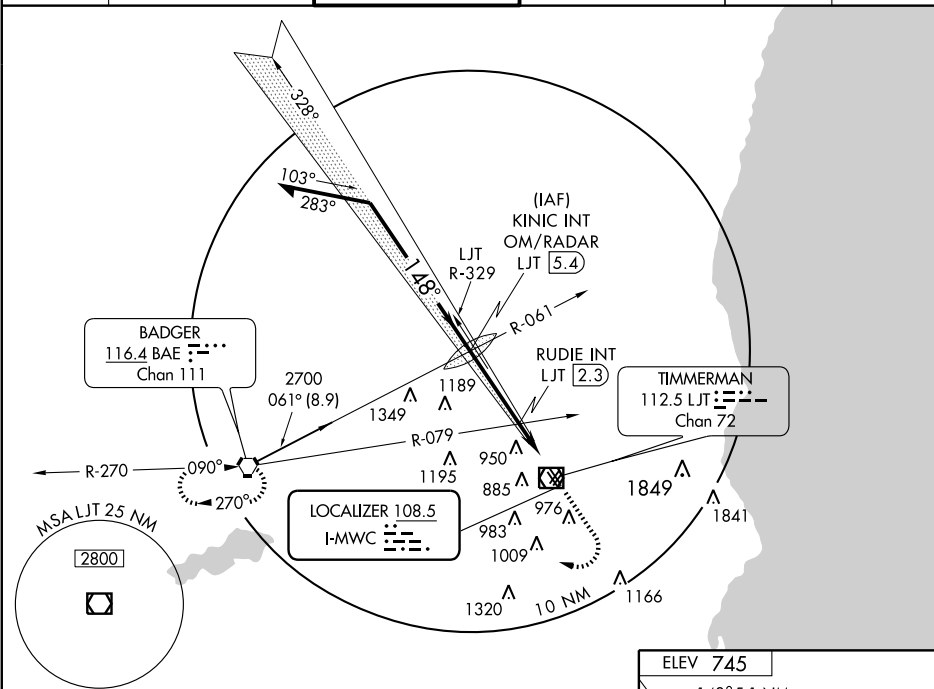 328°
103°
283°
(IAF)
KINIC INT
OM/RADAR
LJT 5.4
LJT
R-329
148°
R-061
BADGER
116.4 BAE
Chan 111
RUDIE INT
LJT 2.3
TIMMERMAN
112.5 LJT
Chan 72
2700
061° (8.9)
1349
1189
R-079
R-270
090°
270°
1195
950
885
1849
1841
LOCALIZER 108.5
I-MWC
983
976
1009
MSA LJT 25 NM
2800
1320
10 NM
1166
ELEV 745